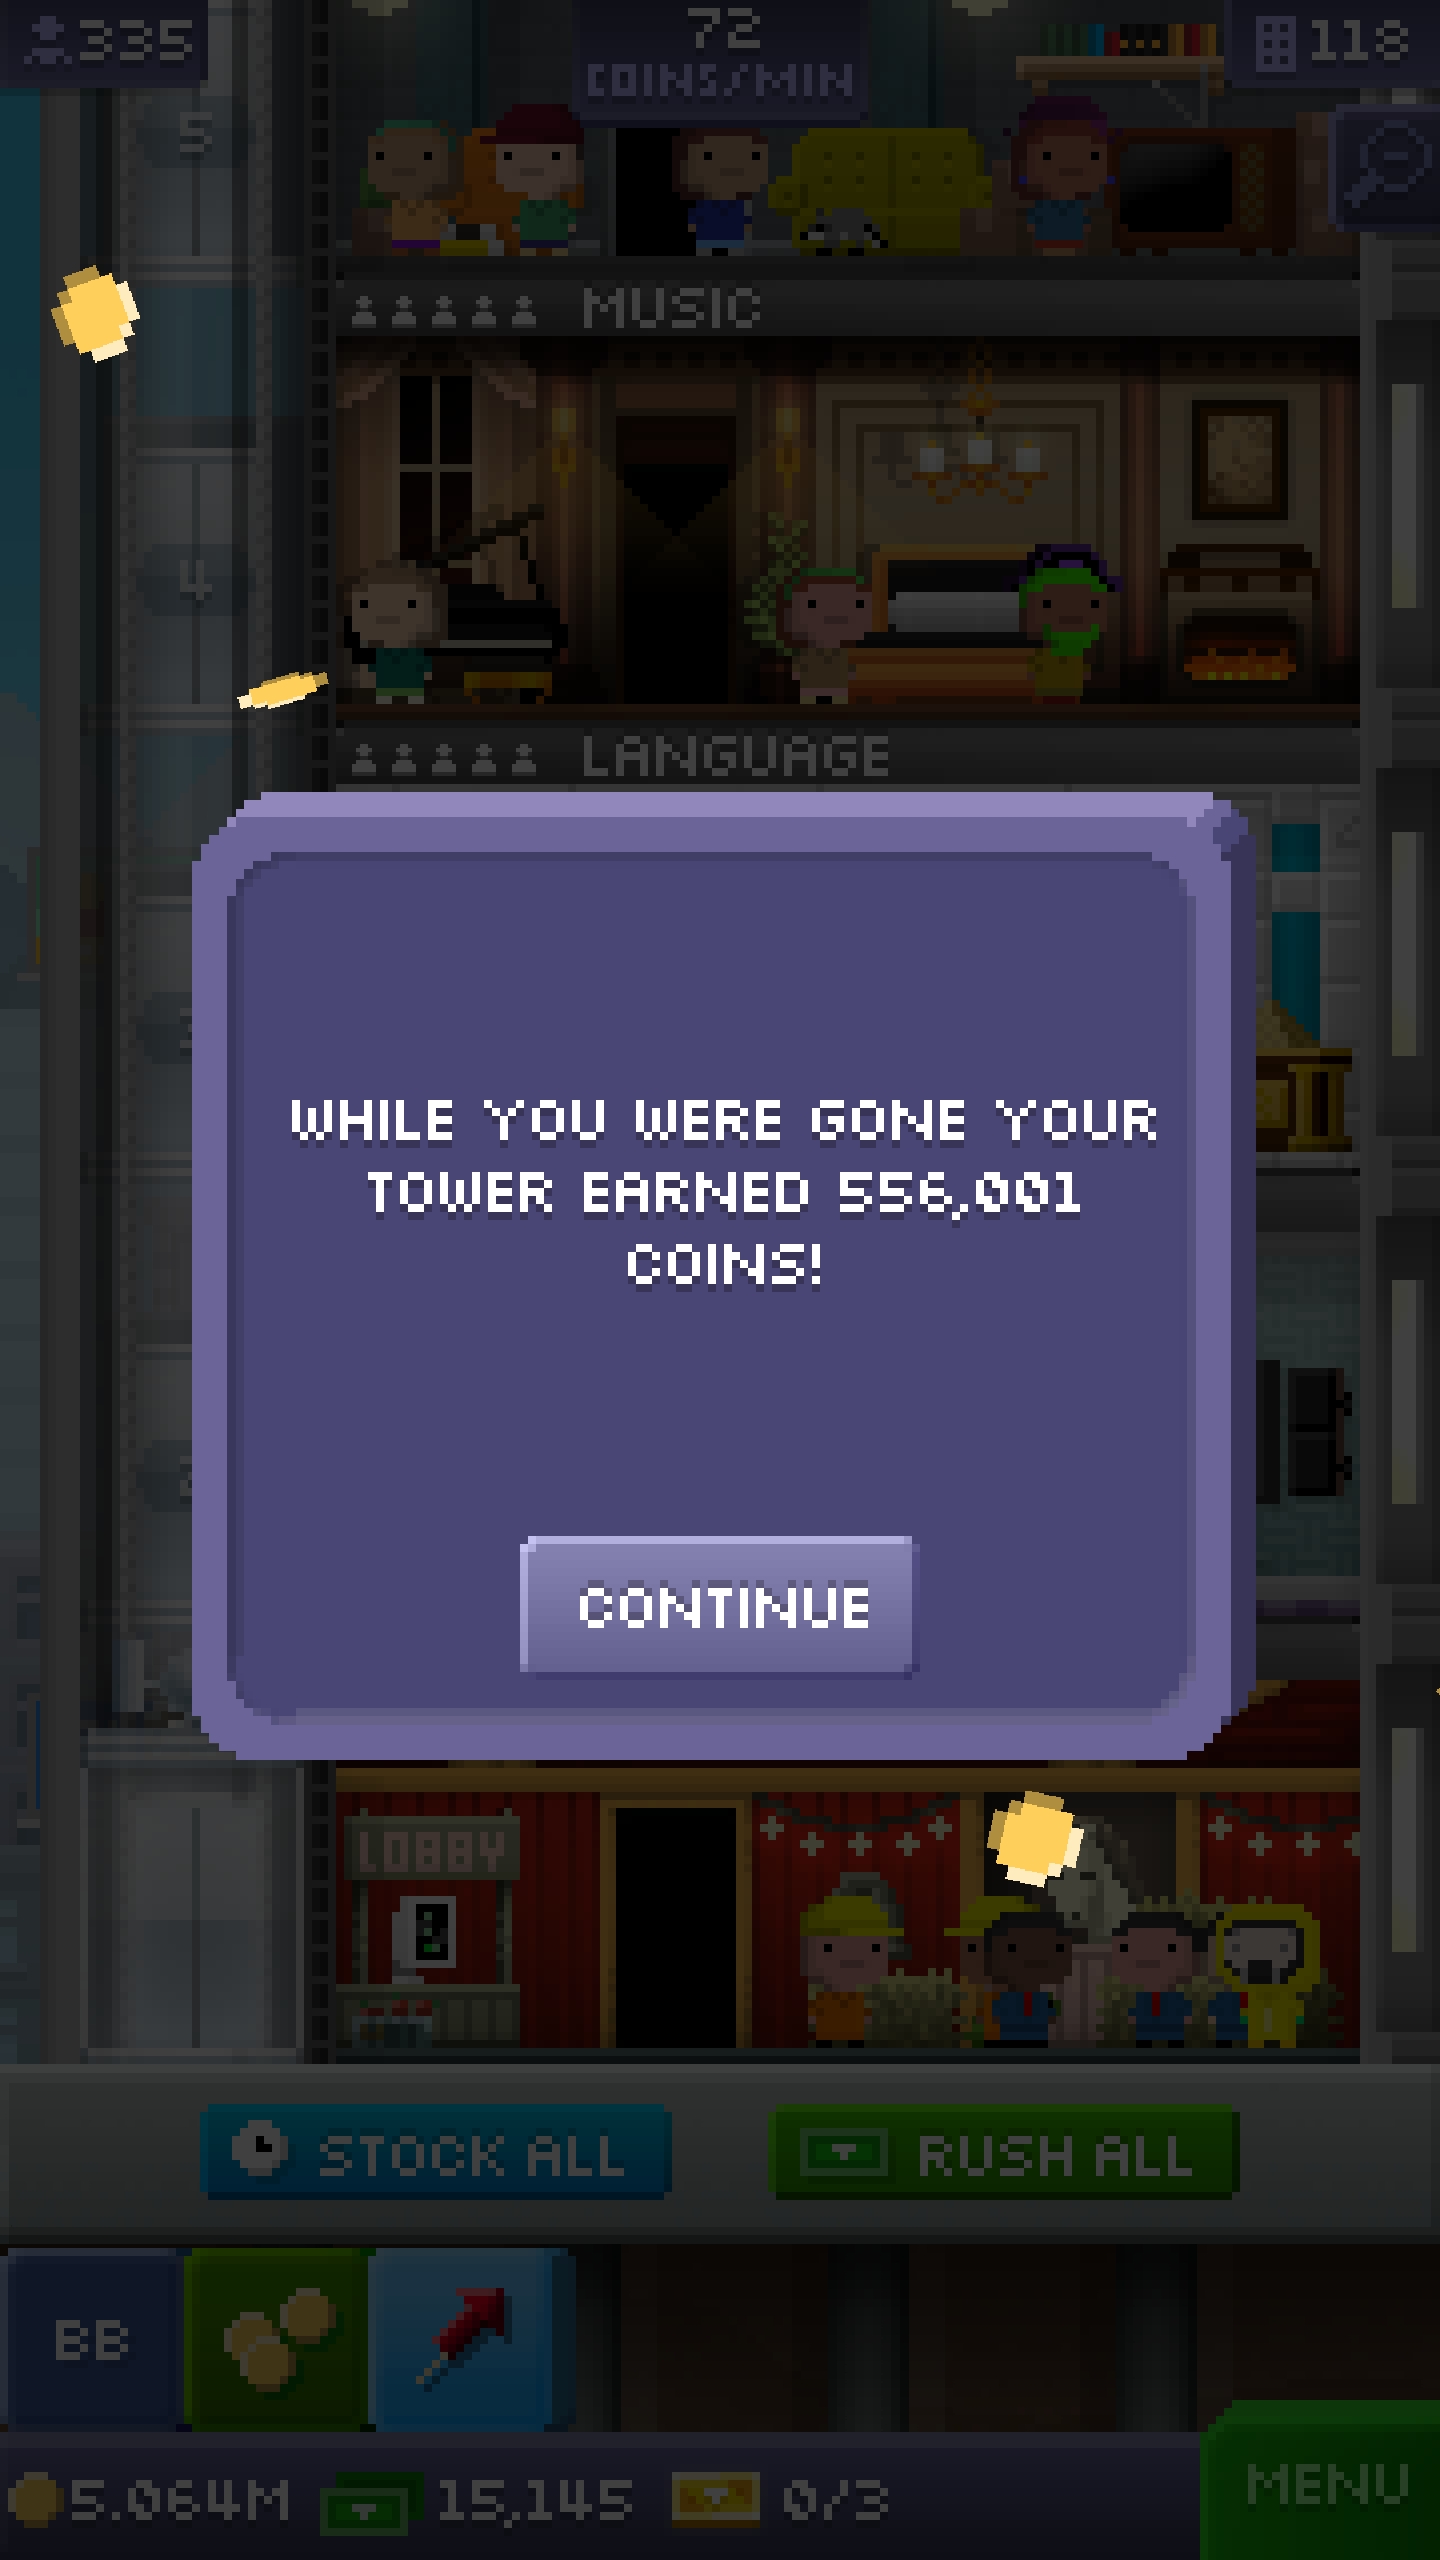 335
72
COINS/MIN
118
5
MUSIC
4
LANGUAGE
WHILE YOU WERE GONE YOUR
TOWER EARNED 556,001
COINS!
CONTINUE
LOBBY
STOCK ALL
RUSH ALL
BB
5.064M
15,145
0/3
MENU